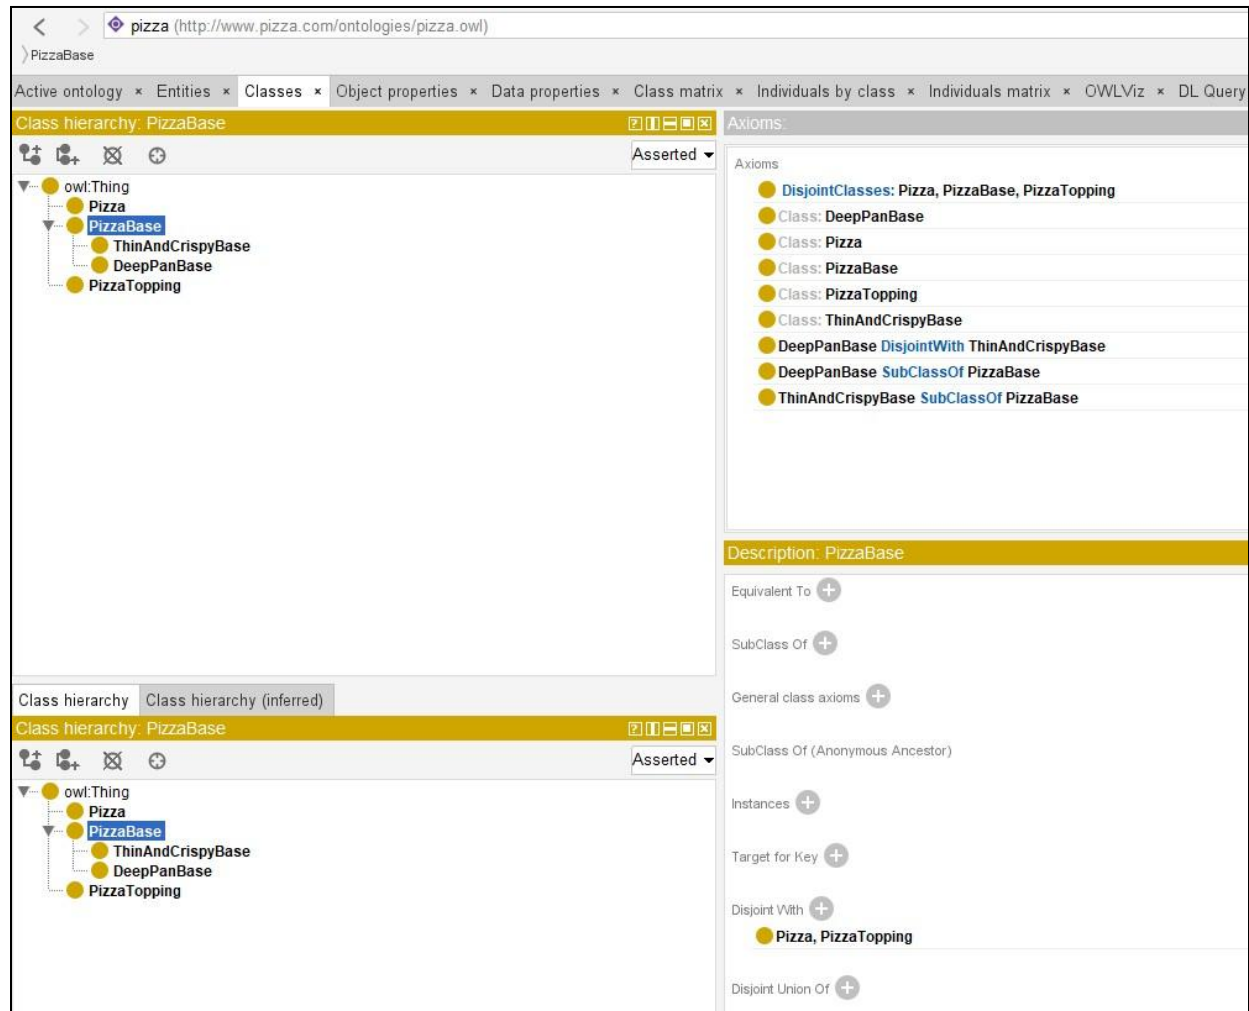 pizza (http://www.pizza.com/ontologies/pizza.owl)
PizzaBase
Active ontology × Entities × Classes × Object properties × Data properties × Class matrix × Individuals by class × Individuals matrix × OWLViz × DL Query
Class hierarchy: PizzaBase
Asserted
owl:Thing
Pizza
PizzaBase
ThinAndCrispyBase
DeepPanBase
PizzaTopping
Class hierarchy Class hierarchy (inferred)
Class hierarchy: PizzaBase
Asserted
owl:Thing
Pizza
PizzaBase
ThinAndCrispyBase
DeepPanBase
PizzaTopping
Axioms:
Axioms
DisjointClasses: Pizza, PizzaBase, PizzaTopping
Class: DeepPanBase
Class: Pizza
Class: PizzaBase
Class: PizzaTopping
Class: ThinAndCrispyBase
DeepPanBase DisjointWith ThinAndCrispyBase
DeepPanBase SubClassOf PizzaBase
ThinAndCrispyBase SubClassOf PizzaBase
Description: PizzaBase
Equivalent To
SubClass Of
General class axioms
SubClass Of (Anonymous Ancestor)
Instances
Target for Key
Disjoint With
Pizza, PizzaTopping
Disjoint Union Of